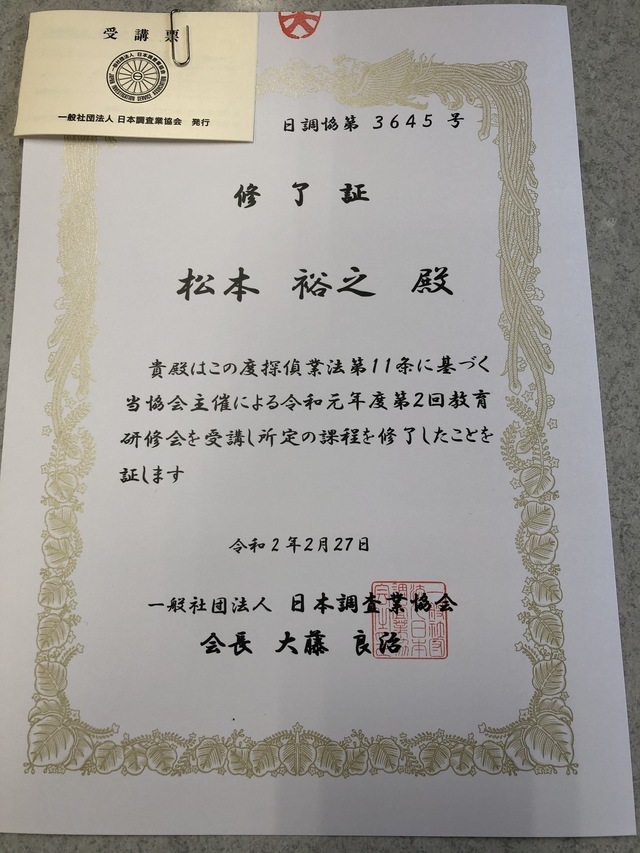 受講票
一般社団法人 日本調査業協会 発行
日調協第 3645 号
修了証
松本 裕之 殿
貴殿はこの度探偵業法第11条に基づく
当協会主催による令和元年度第2回教育
研修会を受講し所定の課程を修了したことを
証します
令和2年2月27日
一般社団法人 日本調査業協会
会長 大藤 良治